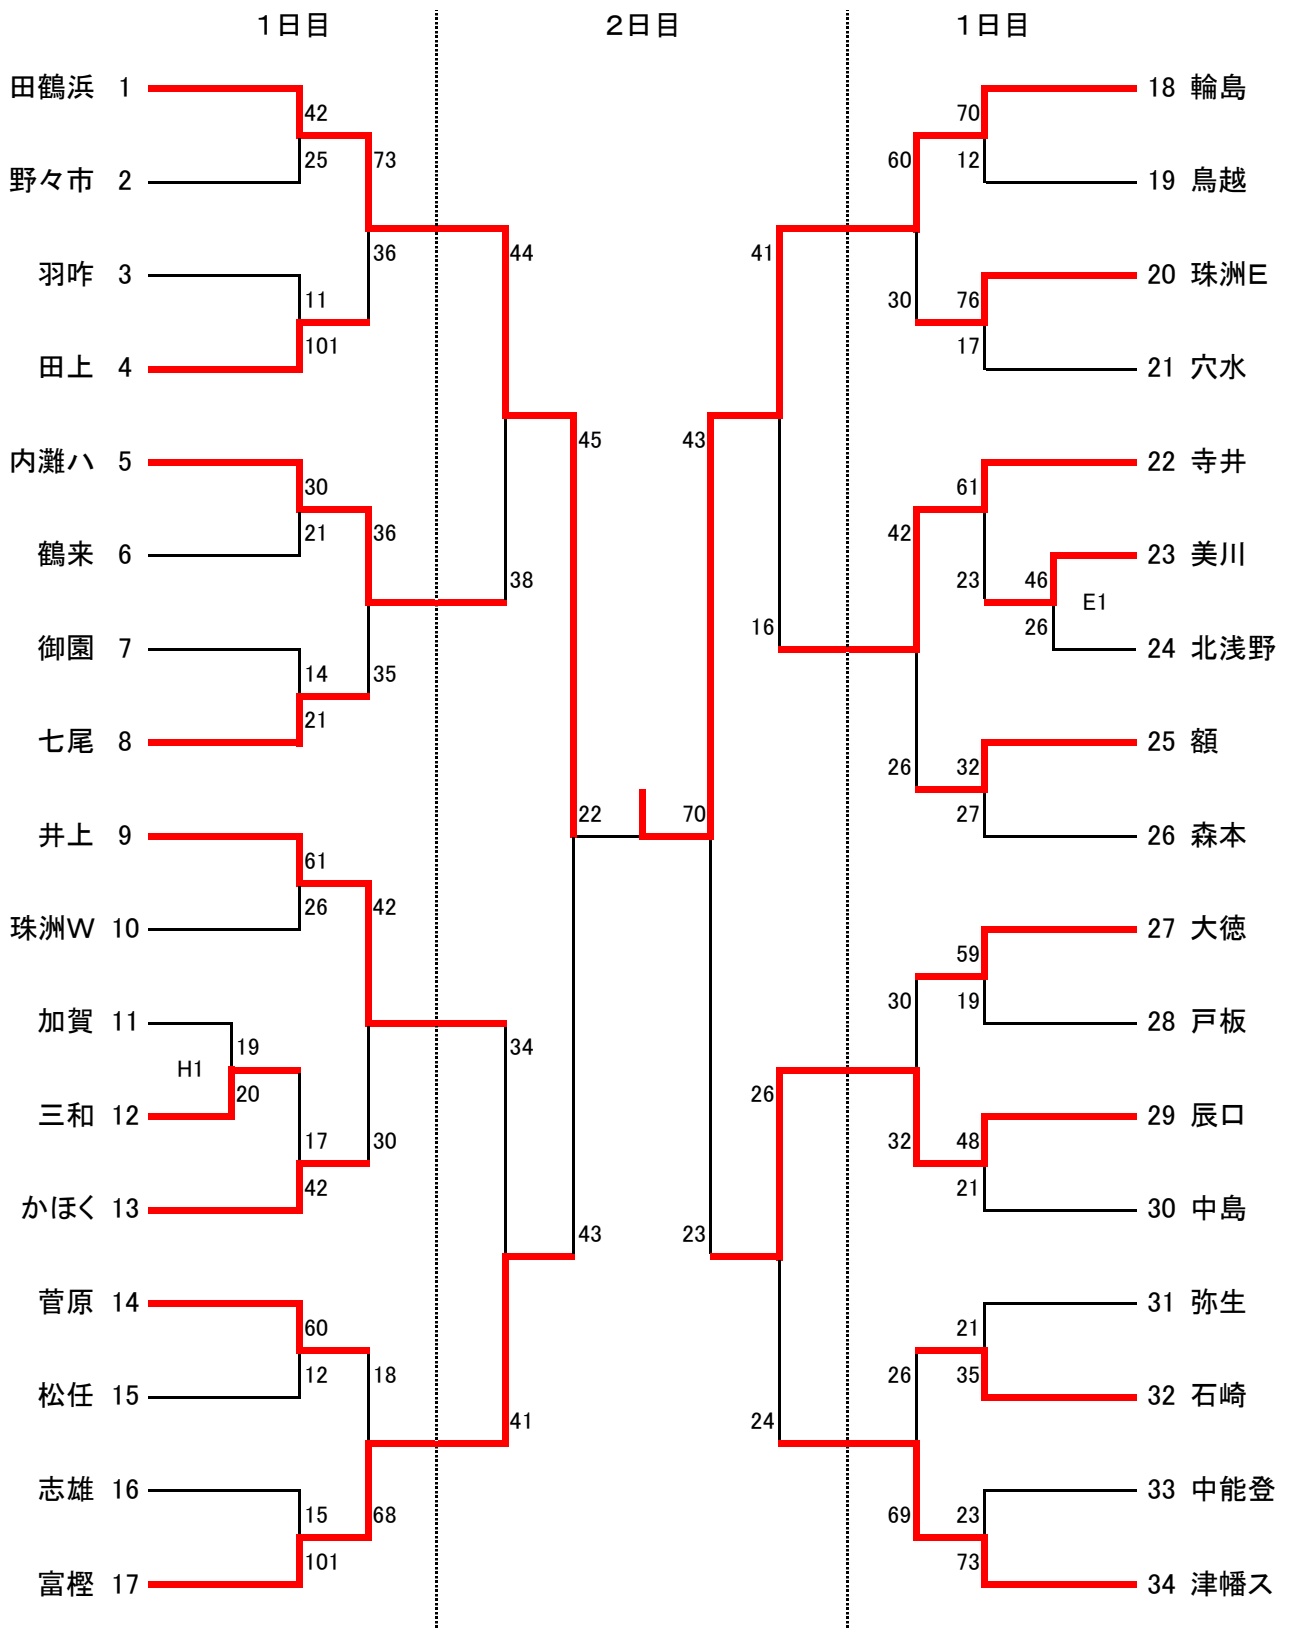 1日目 2日目 1日目
田鶴浜 1 18 輪島
42 70
25 73 60 12
野々市 2 19 鳥越
36 44 41
羽咋 3 20 珠洲E
11 30 76
101 17
田上 4 21 穴水
45 43
内灘ハ 5 22 寺井
30 61
21 36 42
鶴来 6 23 美川
38 23 46
E1
16 26
御園 7 24 北浅野
14 35
21
七尾 8 25 額
26 32
22 70 27
井上 9 26 森本
61
26 42
珠洲W 10 27 大徳
59
30 19
加賀 11 28 戸板
19 34
H1
20 26
三和 12 29 辰口
17 30 32 48
42 21
かほく 13 30 中島
43 23
菅原 14 31 弥生
60 21
12 18 26 35
松任 15 32 石崎
41 24
志雄 16 33 中能登
15 68 69 23
101 73
富樫 17 34 津幡ス